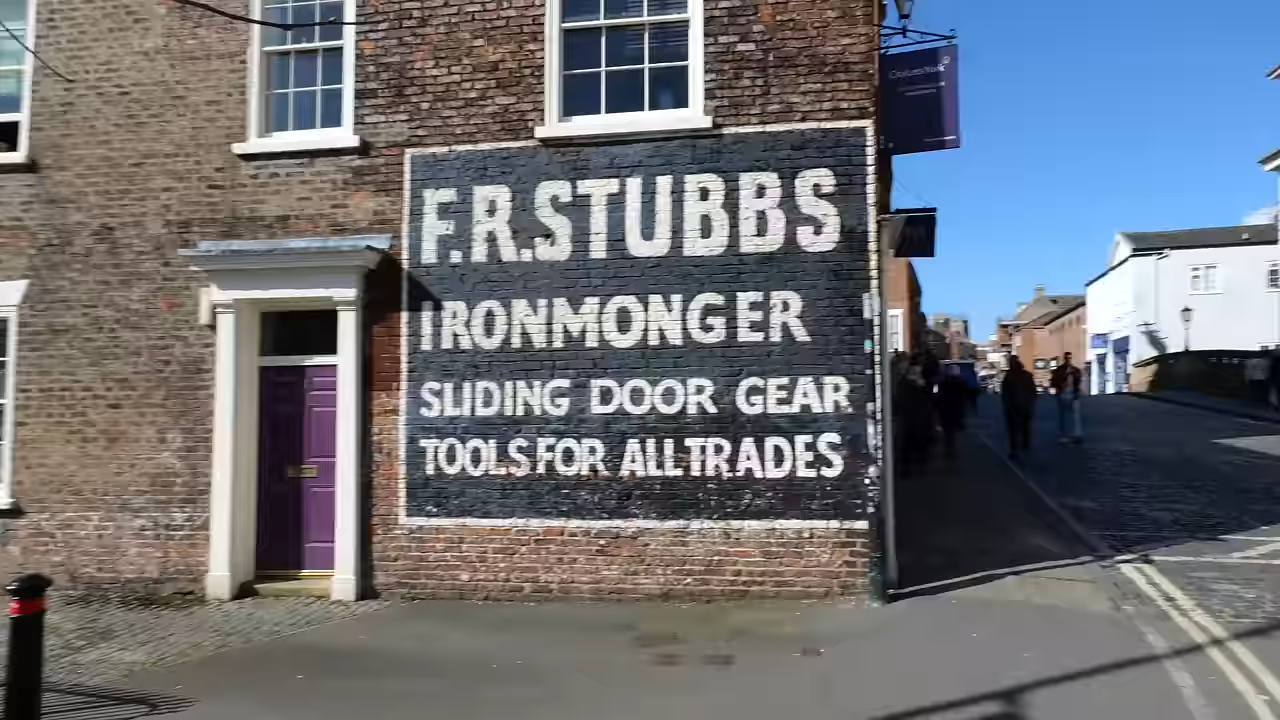 F.R.STUBBS
IRONMONGER
SLIDING DOOR GEAR
TOOLS FOR ALL TRADES